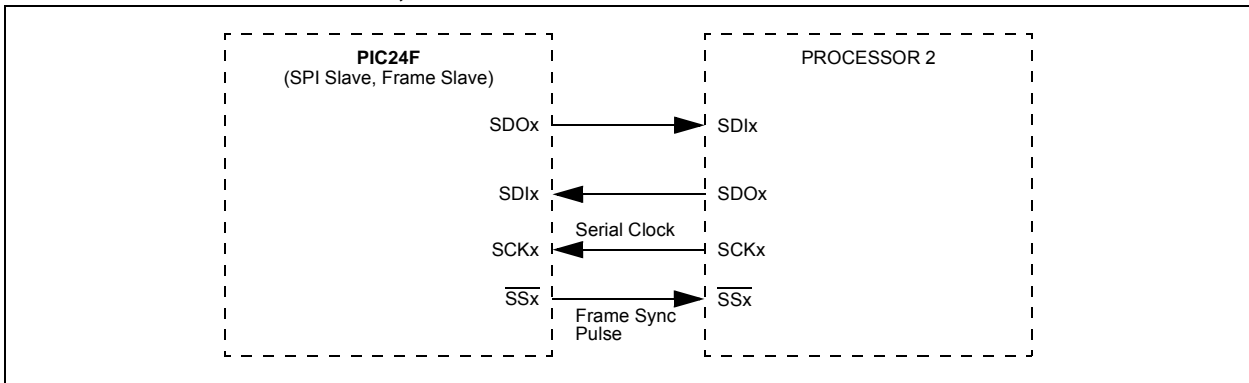 PIC24F
(SPI Slave, Frame Slave)
PROCESSOR 2
SDOx
SDIx
SDIx
SDOx
Serial Clock
SCKx
SCKx
SSx
SSx
Frame Sync
Pulse